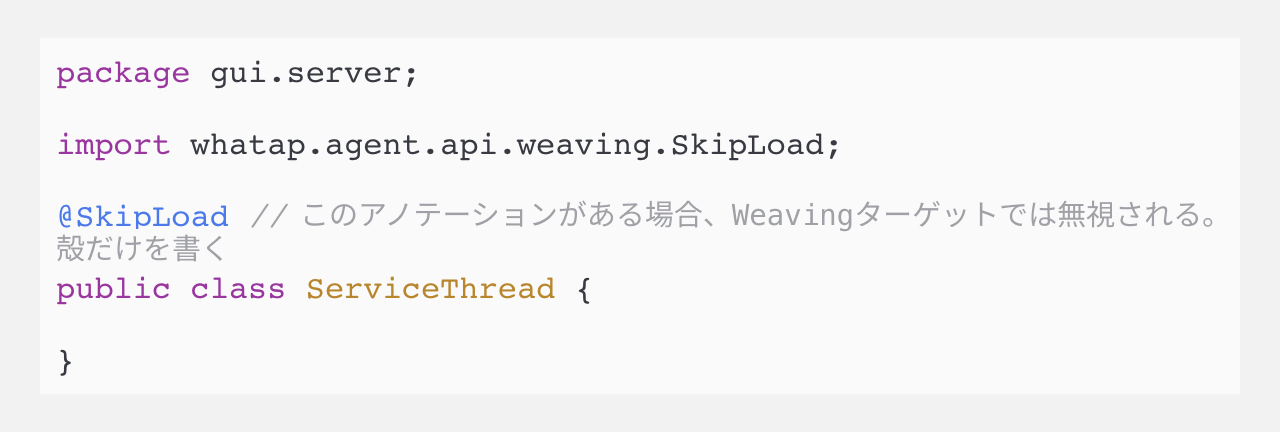 package gui.server;
import whatap.agent.api.weaving.SkipLoad;
@SkipLoad // このアノテーションがある場合、Weavingターゲットでは無視される。
殻だけを書く
public class ServiceThread {
}